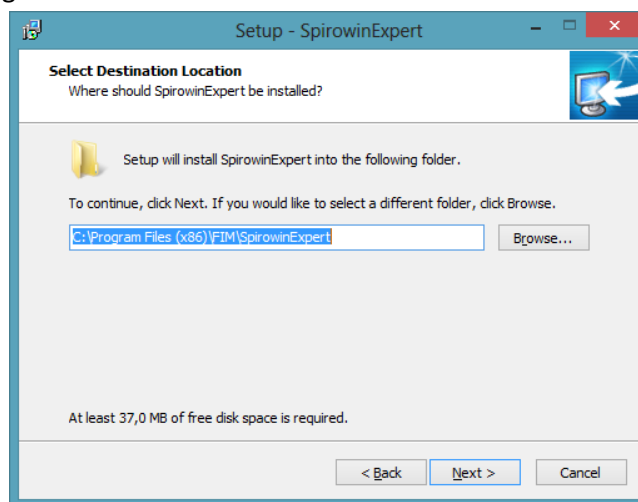 Setup - SpirowinExpert
Select Destination Location
Where should SpirowinExpert be installed?
Setup will install SpirowinExpert into the following folder.
To continue, click Next. If you would like to select a different folder, click Browse.
C:\Program Files (x86)\FIM\SpirowinExpert
Browse...
At least 37,0 MB of free disk space is required.
< Back
Next >
Cancel